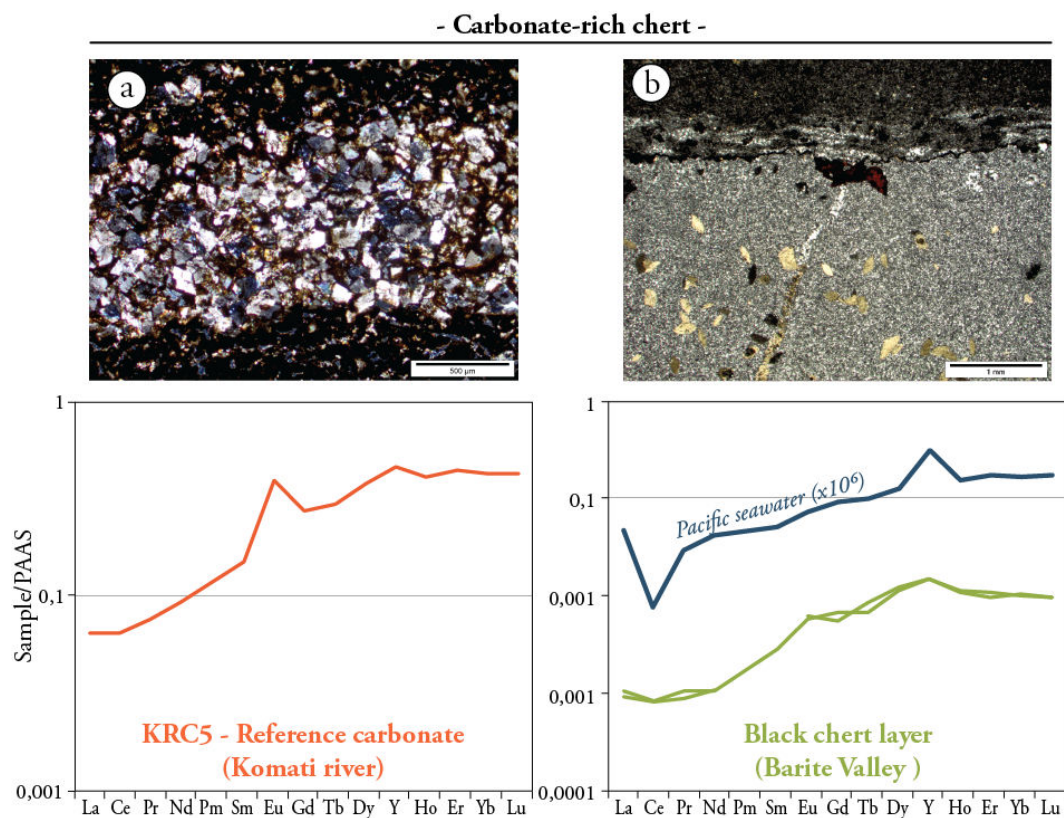 - Carbonate-rich chert -
a
b
500 µm
1 mm
1
0,1
0,001
Sample/PAAS
KRC5 - Reference carbonate
(Komati river)
La Ce Pr Nd Pm Sm Eu Gd Tb Dy Y Ho Er Yb Lu
1
0,1
0,001
0,001
0,0001
Pacific seawater (x10⁶)
Black chert layer
(Barite Valley )
La Ce Pr Nd Pm Sm Eu Gd Tb Dy Y Ho Er Yb Lu